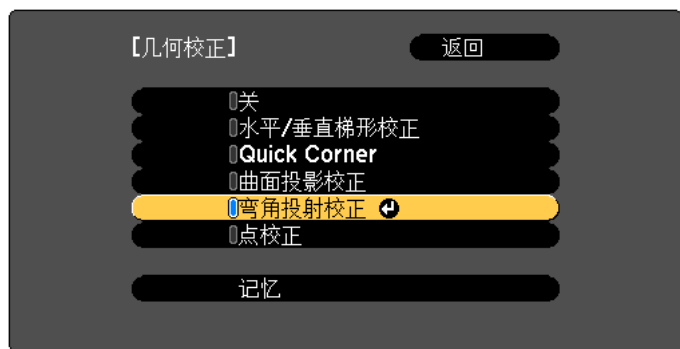 【几何校正】 返回
关
水平/垂直梯形校正
Quick Corner
曲面投影校正
弯角投射校正
点校正
记忆